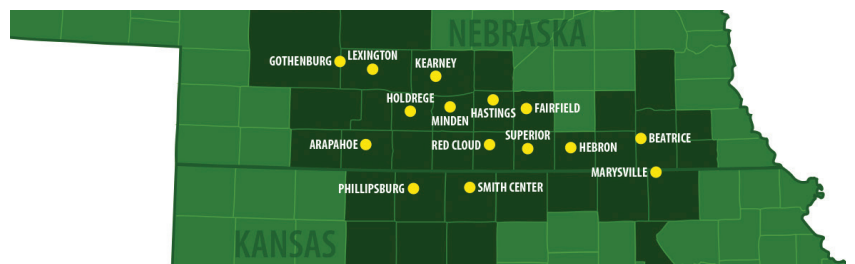 NEBRASKA
LEXINGTON
GOTHENBURG
KEARNEY
HOLDREGE
MINDEN
HASTINGS
FAIRFIELD
ARAPAHOE
RED CLOUD
SUPERIOR
HEBRON
BEATRICE
MARYSVILLE
PHILLIPSBURG
SMITH CENTER
KANSAS